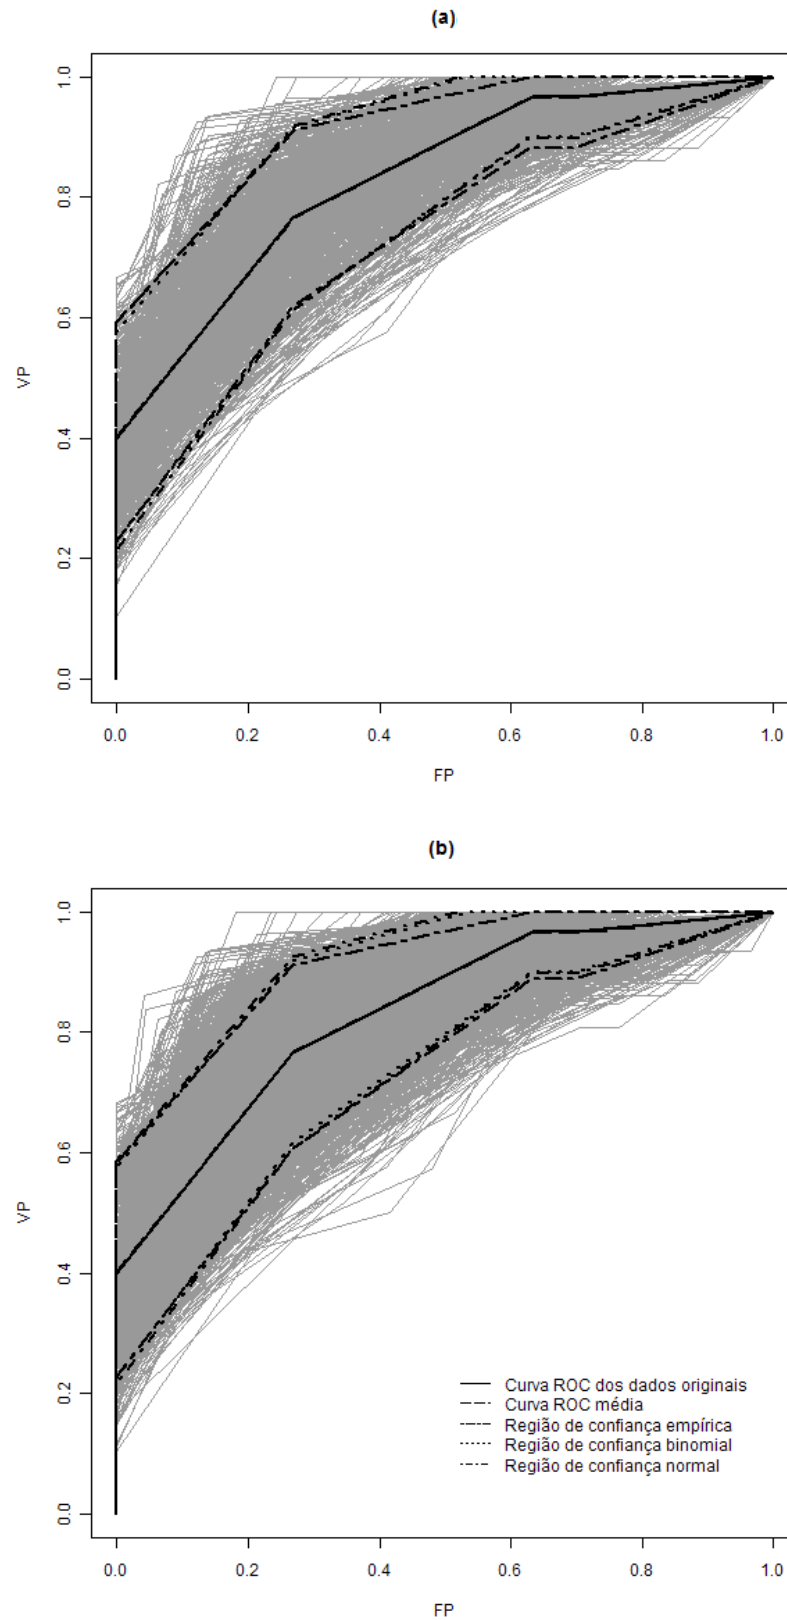 (a)
1.0
0.8
0.6
VP
0.4
0.2
0.0
0.0 0.2 0.4 0.6 0.8 1.0
FP
(b)
1.0
0.8
0.6
VP
0.4
0.2
0.0
Curva ROC dos dados originais
Curva ROC média
Região de confiança empírica
Região de confiança binomial
Região de confiança normal
0.0 0.2 0.4 0.6 0.8 1.0
FP